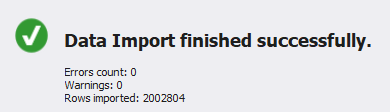 Data Import finished successfully.
Errors count: 0
Warnings: 0
Rows imported: 2002804